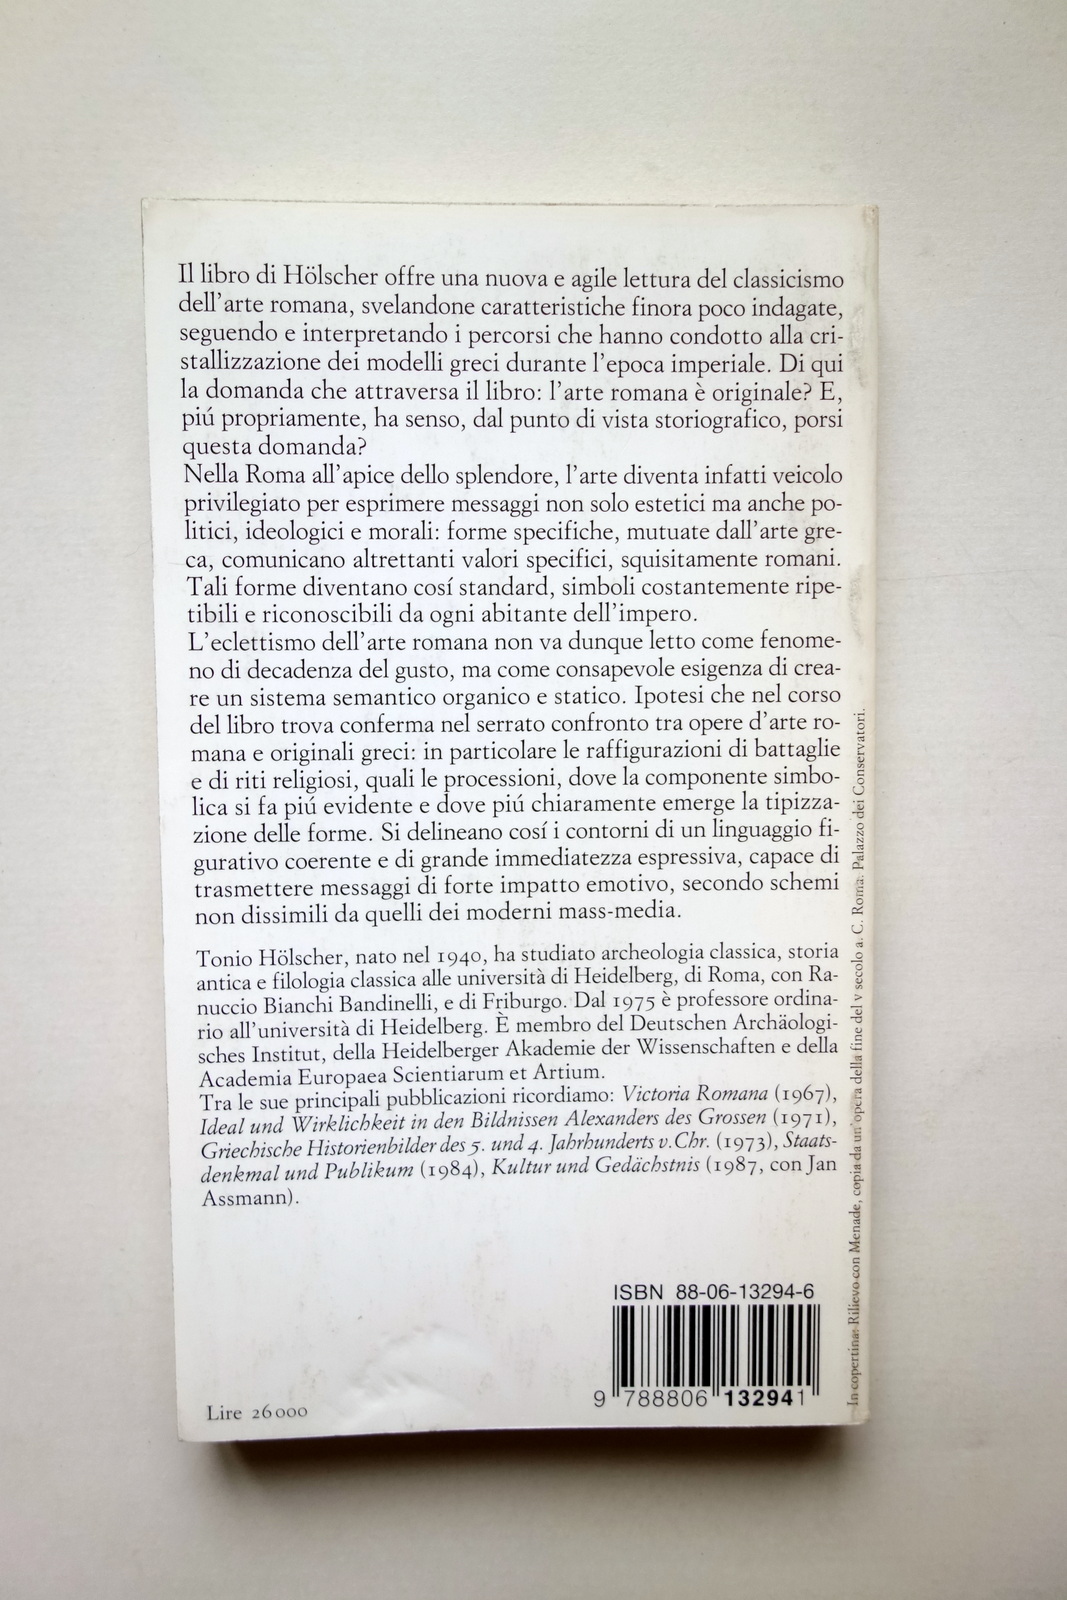 Il libro di Hölscher offre una nuova e agile lettura del classicismo
dell'arte romana, svelandone caratteristiche finora poco indagate,
seguendo e interpretando i percorsi che hanno condotto alla cri-
stallizzazione dei modelli greci durante l'epoca imperiale. Di qui
la domanda che attraversa il libro: l'arte romana è originale? E,
piú propriamente, ha senso, dal punto di vista storiografico, porsi
questa domanda?
Nella Roma all'apice dello splendore, l'arte diventa infatti veicolo
privilegiato per esprimere messaggi non solo estetici ma anche po-
litici, ideologici e morali: forme specifiche, mutuate dall'arte gre-
ca, comunicano altrettanti valori specifici, squisitamente romani.
Tali forme diventano cosí standard, simboli costantemente ripe-
tibili e riconoscibili da ogni abitante dell'impero.
L'eclettismo dell'arte romana non va dunque letto come fenome-
no di decadenza del gusto, ma come consapevole esigenza di crea-
re un sistema semantico organico e statico. Ipotesi che nel corso
del libro trova conferma nel serrato confronto tra opere d'arte ro-
mana e originali greci: in particolare le raffigurazioni di battaglie
e di riti religiosi, quali le processioni, dove la componente simbo-
lica si fa piú evidente e dove piú chiaramente emerge la tipizza-
zione delle forme. Si delineano cosí i contorni di un linguaggio fi-
gurativo coerente e di grande immediatezza espressiva, capace di
trasmettere messaggi di forte impatto emotivo, secondo schemi
non dissimili da quelli dei moderni mass-media.
Tonio Hölscher, nato nel 1940, ha studiato archeologia classica, storia
antica e filologia classica alle università di Heidelberg, di Roma, con Ra-
nuccio Bianchi Bandinelli, e di Friburgo. Dal 1975 è professore ordina-
rio all'università di Heidelberg. È membro del Deutschen Archäologi-
sches Institut, della Heidelberger Akademie der Wissenschaften e della
Academia Europaea Scientiarum et Artium.
Tra le sue principali pubblicazioni ricordiamo: Victoria Romana (1967),
Ideal und Wirklichkeit in den Bildnissen Alexanders des Grossen (1971),
Griechische Historienbilder des 5. und 4. Jahrhunderts v. Chr. (1973), Staats-
denkmal und Publikum (1984), Kultur und Gedächstnis (1987, con Jan
Assmann).
In copertina: Rilievo con Menade, copia da un'opera della fine del V secolo a. C. Roma. Palazzo dei Conservatori.
ISBN 88-06-13294-6
9 788806 132941
Lire 26000